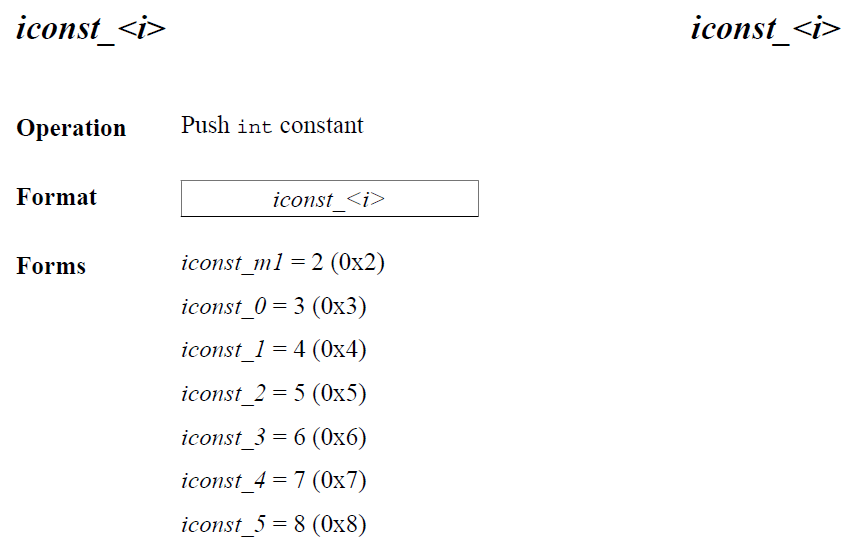 iconst_<i> iconst_<i>
Operation Push int constant
Format iconst_<i>
Forms iconst_m1 = 2 (0x2)
iconst_0 = 3 (0x3)
iconst_1 = 4 (0x4)
iconst_2 = 5 (0x5)
iconst_3 = 6 (0x6)
iconst_4 = 7 (0x7)
iconst_5 = 8 (0x8)